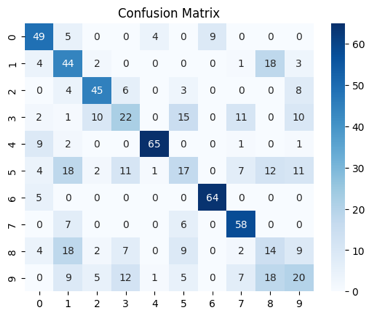 Confusion Matrix
0 49 5 0 0 4 0 9 0 0 0
1 4 44 2 0 0 0 0 1 18 3
2 0 4 45 6 0 3 0 0 0 8
3 2 1 10 22 0 15 0 11 0 10
4 9 2 0 0 65 0 0 1 0 1
5 4 18 2 11 1 17 0 7 12 11
6 5 0 0 0 0 0 64 0 0 0
7 0 7 0 0 0 6 0 58 0 0
8 4 18 2 7 0 9 0 2 14 9
9 0 9 5 12 1 5 0 7 18 20
0 1 2 3 4 5 6 7 8 9
60
50
40
30
20
10
0